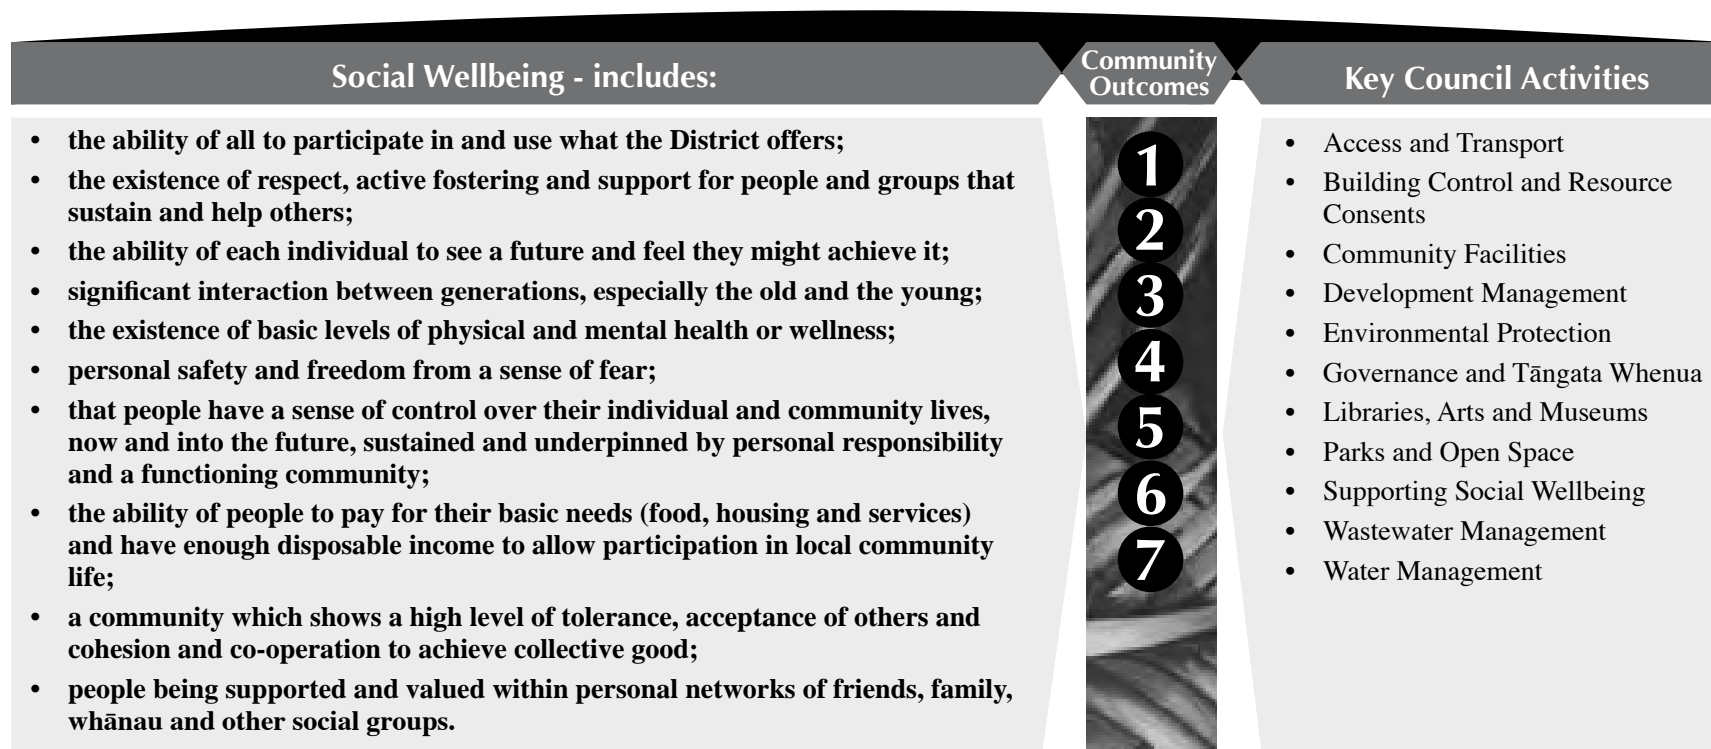 Social Wellbeing - includes:
• the ability of all to participate in and use what the District offers;
• the existence of respect, active fostering and support for people and groups that
sustain and help others;
• the ability of each individual to see a future and feel they might achieve it;
• significant interaction between generations, especially the old and the young;
• the existence of basic levels of physical and mental health or wellness;
• personal safety and freedom from a sense of fear;
• that people have a sense of control over their individual and community lives,
now and into the future, sustained and underpinned by personal responsibility
and a functioning community;
• the ability of people to pay for their basic needs (food, housing and services)
and have enough disposable income to allow participation in local community
life;
• a community which shows a high level of tolerance, acceptance of others and
cohesion and co-operation to achieve collective good;
• people being supported and valued within personal networks of friends, family,
whānau and other social groups.
Community
Outcomes
1
2
3
4
5
6
7
Key Council Activities
• Access and Transport
• Building Control and Resource
Consents
• Community Facilities
• Development Management
• Environmental Protection
• Governance and Tāngata Whenua
• Libraries, Arts and Museums
• Parks and Open Space
• Supporting Social Wellbeing
• Wastewater Management
• Water Management